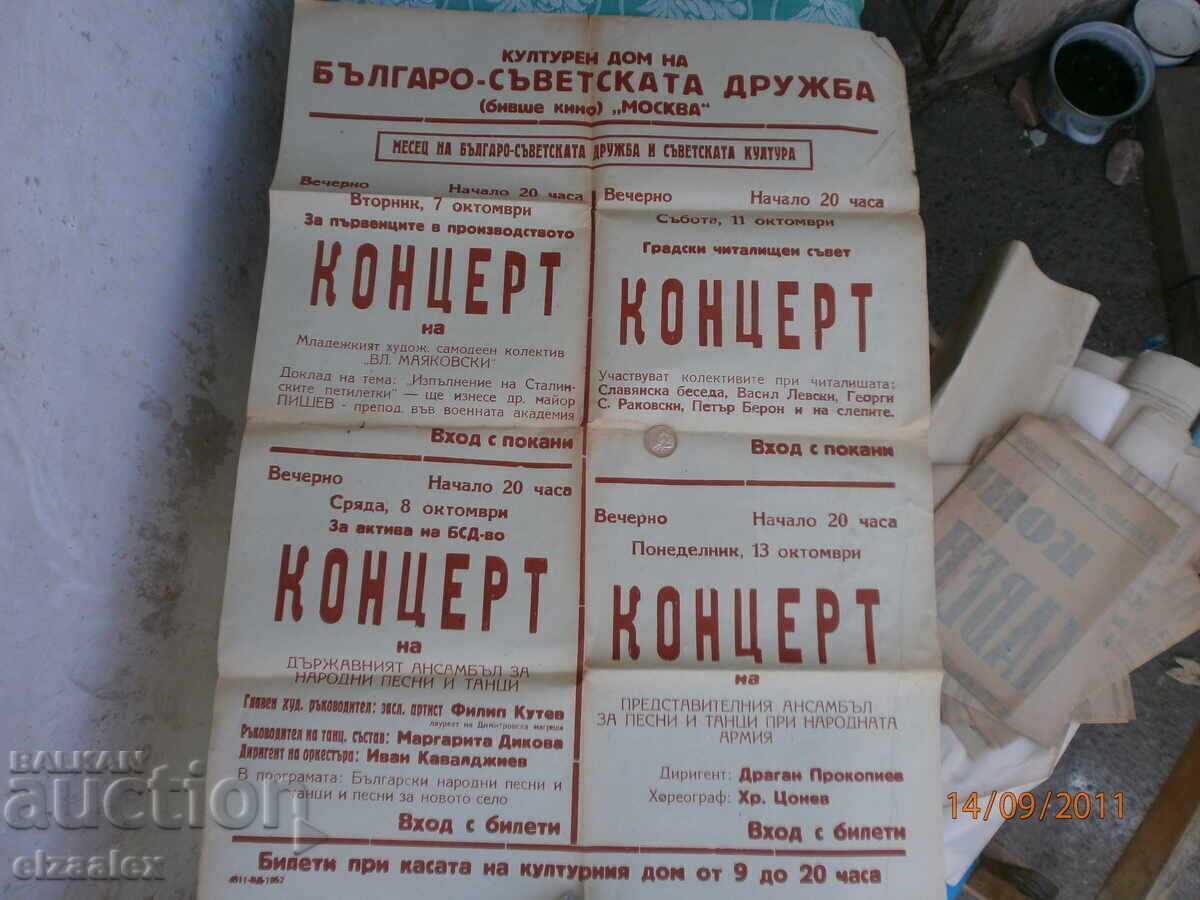 КУЛТУРЕН ДОМ НА
БЪЛГАРО-СЪВЕТСКАТА ДРУЖБА
(бивше кино) „МОСКВА"
МЕСЕЦ НА БЪЛГАРО-СЪВЕТСКАТА ДРУЖБА И СЪВЕТСКАТА КУЛТУРА
Вечерно Начало 20 часа
Вторник, 7 октомври
За първенците в производството
КОНЦЕРТ
на
Младежкият худож. самодеен колектив
„ВЛ. МАЯКОВСКИ"
Доклад на тема: „Изпълнение на Сталин-
ските петилетки" — ще изнесе др. майор
ПИШЕВ - препод. във военната академия
Вход с покани
Вечерно Начало 20 часа
Сряда, 8 октомври
За актива на БСД-во
КОНЦЕРТ
на
ДЪРЖАВНИЯТ АНСАМБЪЛ ЗА
НАРОДНИ ПЕСНИ И ТАНЦИ
Главен худ. ръководител: засл. артист Филип Кутев
лауреат на Димитровска награда
Ръководител на танц. състав: Маргарита Дикова
Диригент на оркестъра: Иван Кавалджиев
В програмата: Български народни песни и
танци и песни за новото село
Вход с билети
Вечерно Начало 20 часа
Събота, 11 октомври
Градски читалищен съвет
КОНЦЕРТ
Участвуват колективите при читалишата:
Славянска беседа, Васил Левски, Георги
С. Раковски, Петър Берон и на слепите.
Вход с покани
Вечерно Начало 20 часа
Понеделник, 13 октомври
КОНЦЕРТ
на
ПРЕДСТАВИТЕЛНИЯ АНСАМБЪЛ
ЗА ПЕСНИ И ТАНЦИ ПРИ НАРОДНАТА
АРМИЯ
Диригент: Драган Прокопиев
Хореограф: Хр. Цонев
Вход с билети
Билети при касата на културния дом от 9 до 20 часа
BALKAN
auction
elzaalex
14/09/2011